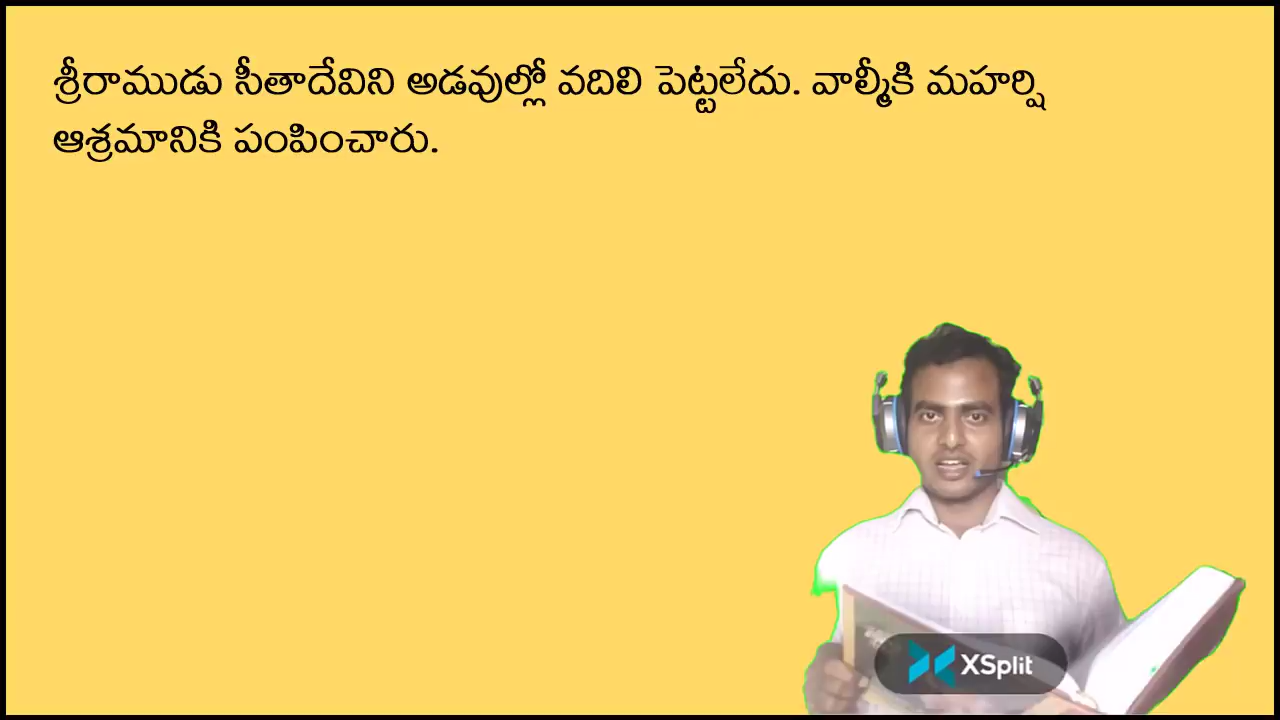 శ్రీరాముడు సీతాదేవిని అడవుల్లో వదిలి పెట్టలేదు. వాల్మీకి మహర్షి
ఆశ్రమానికి పంపించారు.
XSplit